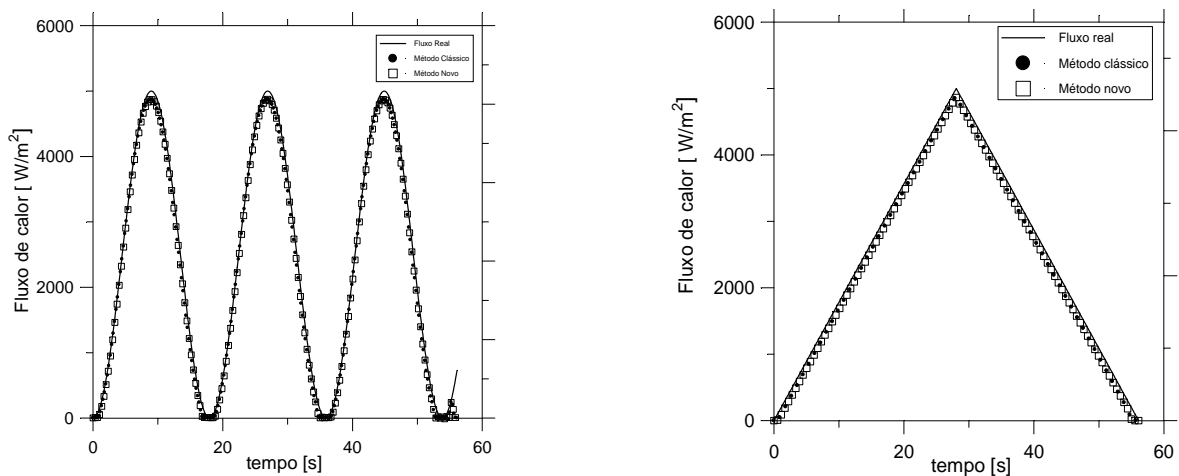 6000
4000
2000
0
Fluxo de calor [ W/m²]
Fluxo Real
Método Clássico
Método Novo
0
20
40
60
tempo [s]
6000
4000
2000
0
Fluxo de calor [ W/m²]
Fluxo real
Método clássico
Método novo
0
20
40
60
tempo [s]